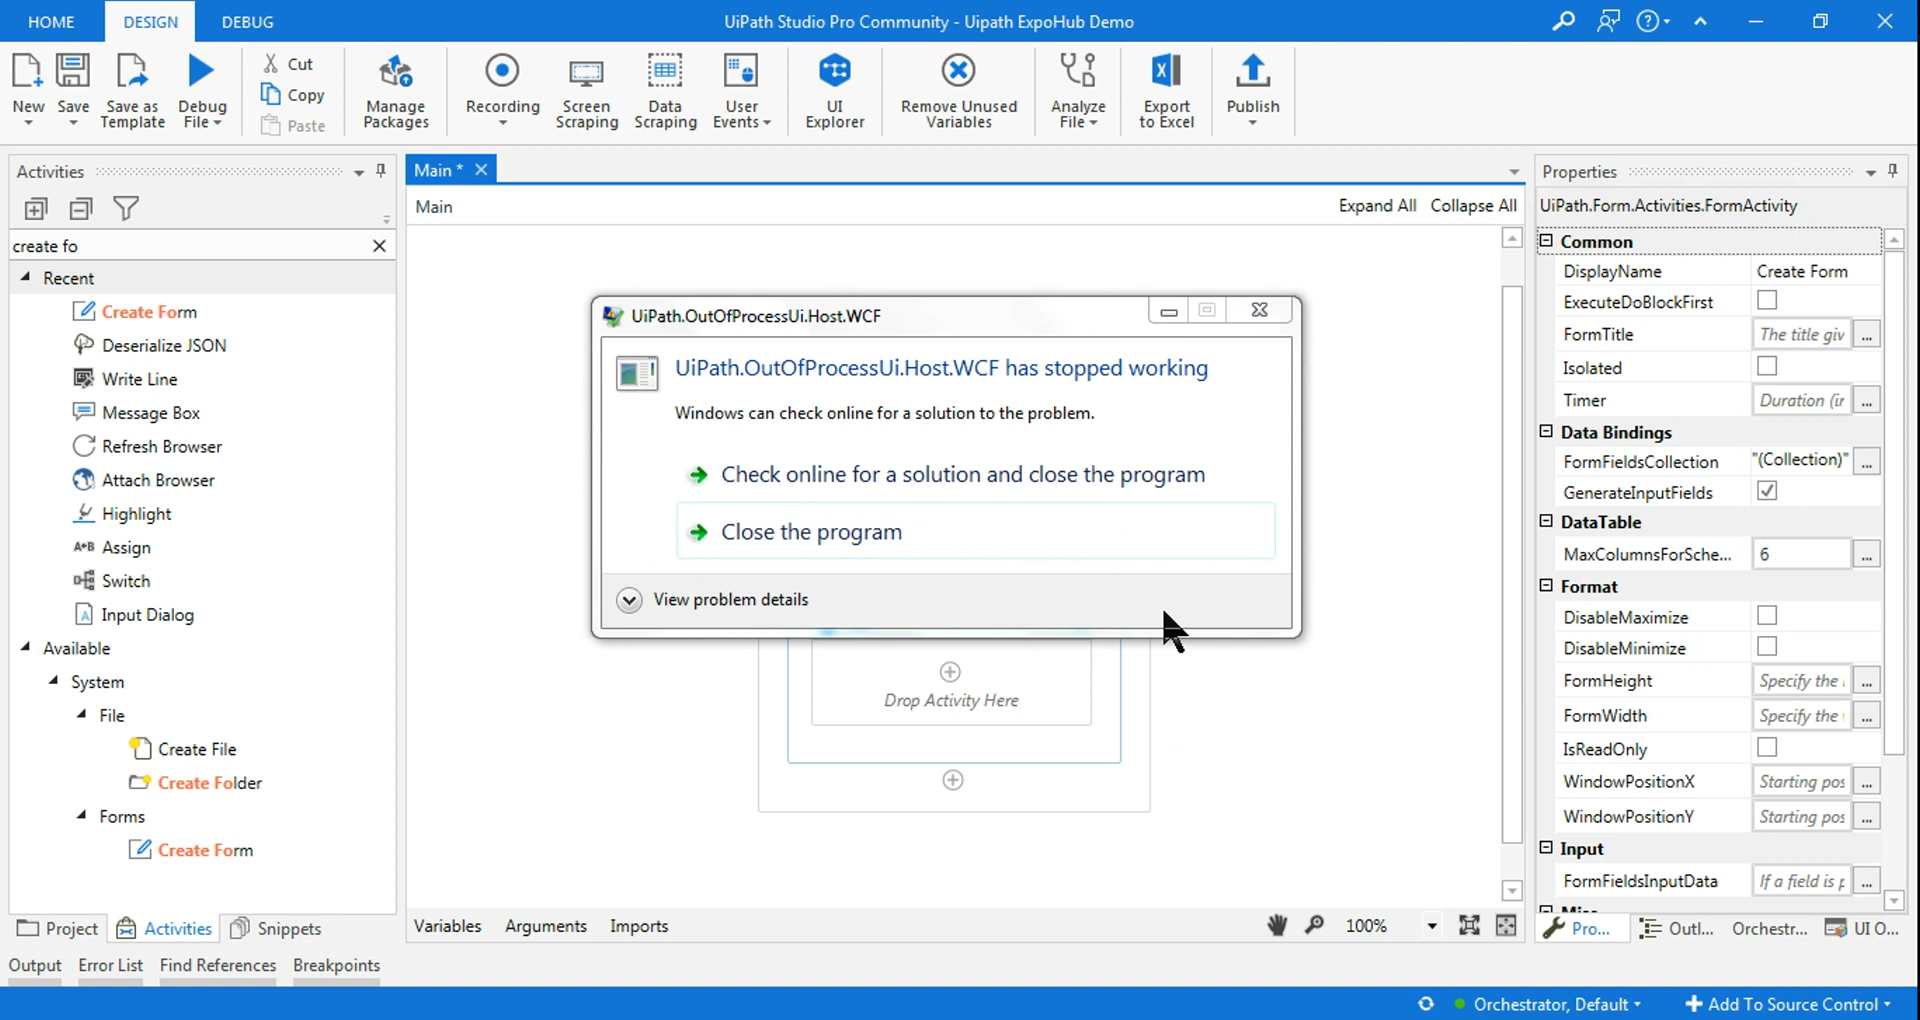 HOME
DESIGN
DEBUG
UiPath Studio Pro Community - Uipath ExpoHub Demo
New
Save
Save as
Template
Debug
File
Cut
Copy
Paste
Manage
Packages
Recording
Screen
Scraping
Data
Scraping
User
Events
UI
Explorer
Remove Unused
Variables
Analyze
File
Export
to Excel
Publish
Activities
create fo
Recent
Create Form
Deserialize JSON
Write Line
Message Box
Refresh Browser
Attach Browser
Highlight
A+B Assign
Switch
Input Dialog
Available
System
File
Create File
Create Folder
Forms
Create Form
Project
Activities
Snippets
Main *
Main
Expand All
Collapse All
UiPath.OutOfProcessUi.Host.WCF
UiPath.OutOfProcessUi.Host.WCF has stopped working
Windows can check online for a solution to the problem.
Check online for a solution and close the program
Close the program
View problem details
Drop Activity Here
Variables
Arguments
Imports
100%
Properties
UiPath.Form.Activities.FormActivity
Common
DisplayName
Create Form
ExecuteDoBlockFirst
FormTitle
The title giv
...
Isolated
Timer
Duration (ir
...
Data Bindings
FormFieldsCollection
"(Collection)"
...
GenerateInputFields
DataTable
MaxColumnsForSche...
6
...
Format
DisableMaximize
DisableMinimize
FormHeight
Specify the
...
FormWidth
Specify the
...
IsReadOnly
WindowPositionX
Starting pos
...
WindowPositionY
Starting pos
...
Input
FormFieldsInputData
If a field is p
...
Pro...
Outl...
Orchestr...
UI O...
Output
Error List
Find References
Breakpoints
Orchestrator, Default
Add To Source Control